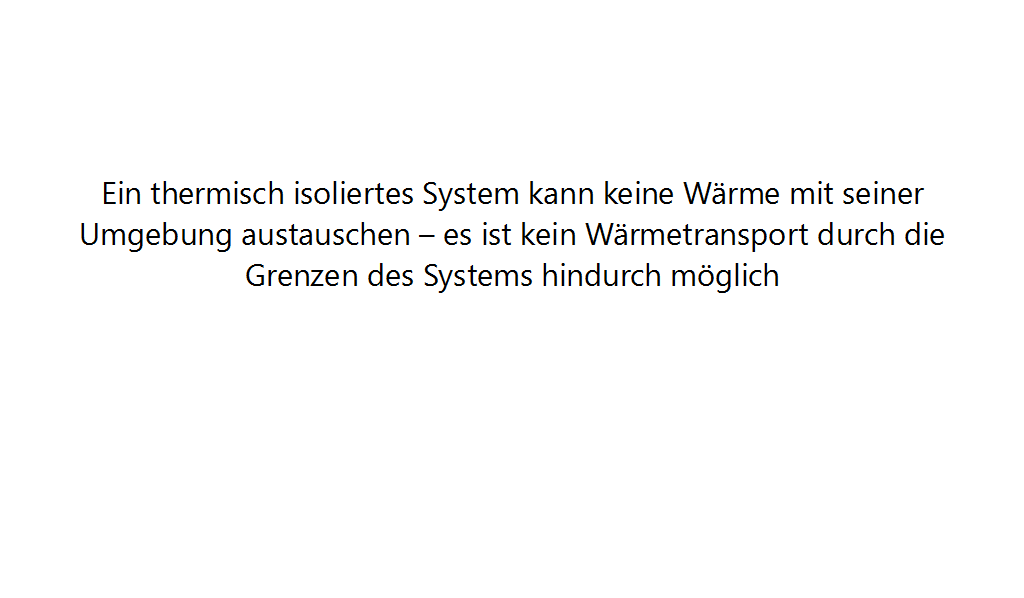 Ein thermisch isoliertes System kann keine Wärme mit seiner
Umgebung austauschen – es ist kein Wärmetransport durch die
Grenzen des Systems hindurch möglich